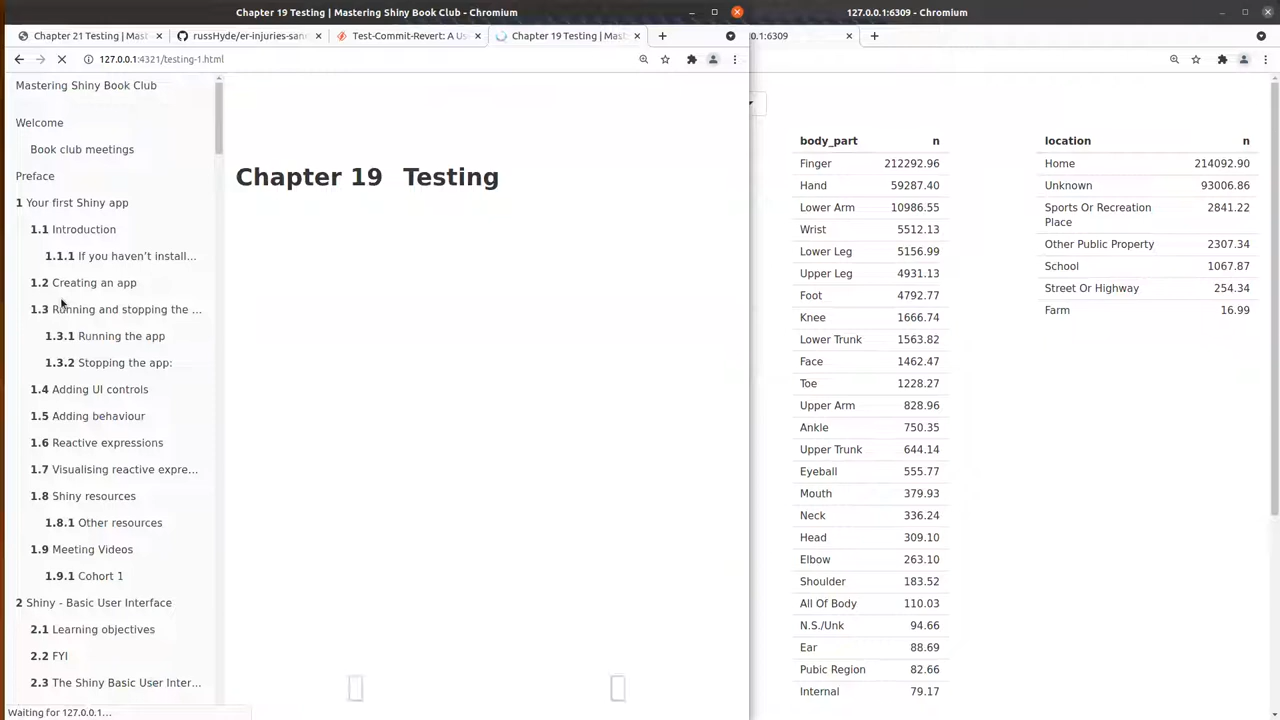 Chapter 19 Testing | Mastering Shiny Book Club - Chromium
127.0.0.1:6309 - Chromium
Chapter 21 Testing | Mast
russHyde/er-injuries-san
Test-Commit-Revert: A Us
Chapter 19 Testing | Mast
0.1:6309
127.0.0.1:4321/testing-1.html
Mastering Shiny Book Club
Welcome
Book club meetings
Preface
1 Your first Shiny app
1.1 Introduction
1.1.1 If you haven't install...
1.2 Creating an app
1.3 Running and stopping the ...
1.3.1 Running the app
1.3.2 Stopping the app:
1.4 Adding UI controls
1.5 Adding behaviour
1.6 Reactive expressions
1.7 Visualising reactive expre...
1.8 Shiny resources
1.8.1 Other resources
1.9 Meeting Videos
1.9.1 Cohort 1
2 Shiny - Basic User Interface
2.1 Learning objectives
2.2 FYI
2.3 The Shiny Basic User Inter...
Waiting for 127.0.0.1...
Chapter 19 Testing
body_part n
Finger 212292.96
Hand 59287.40
Lower Arm 10986.55
Wrist 5512.13
Lower Leg 5156.99
Upper Leg 4931.13
Foot 4792.77
Knee 1666.74
Lower Trunk 1563.82
Face 1462.47
Toe 1228.27
Upper Arm 828.96
Ankle 750.35
Upper Trunk 644.14
Eyeball 555.77
Mouth 379.93
Neck 336.24
Head 309.10
Elbow 263.10
Shoulder 183.52
All Of Body 110.03
N.S./Unk 94.66
Ear 88.69
Pubic Region 82.66
Internal 79.17
location n
Home 214092.90
Unknown 93006.86
Sports Or Recreation
Place 2841.22
Other Public Property 2307.34
School 1067.87
Street Or Highway 254.34
Farm 16.99